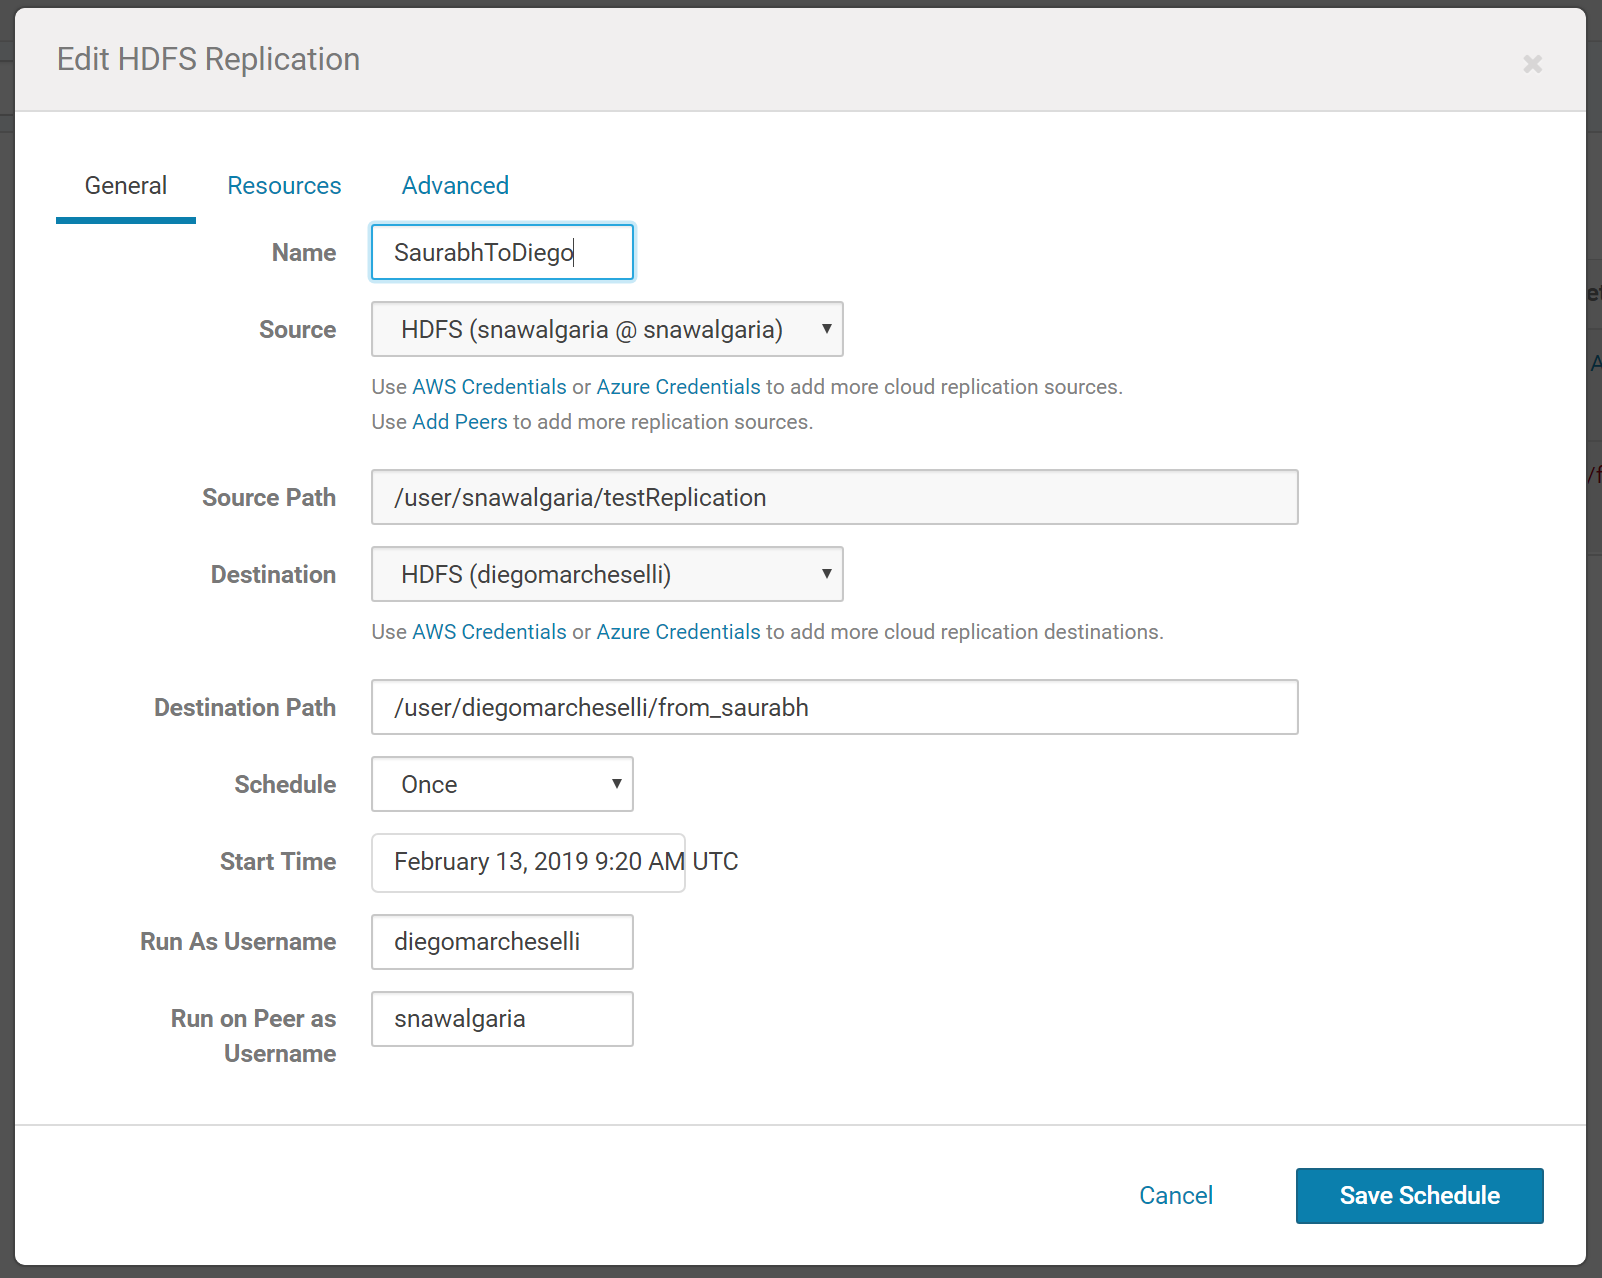 Edit HDFS Replication
General Resources Advanced
Name SaurabhToDiego
Source HDFS (snawalgaria @ snawalgaria)
Use AWS Credentials or Azure Credentials to add more cloud replication sources.
Use Add Peers to add more replication sources.
Source Path /user/snawalgaria/testReplication
Destination HDFS (diegomarcheselli)
Use AWS Credentials or Azure Credentials to add more cloud replication destinations.
Destination Path /user/diegomarcheselli/from_saurabh
Schedule Once
Start Time February 13, 2019 9:20 AM UTC
Run As Username diegomarcheselli
Run on Peer as snawalgaria
Username
Cancel Save Schedule